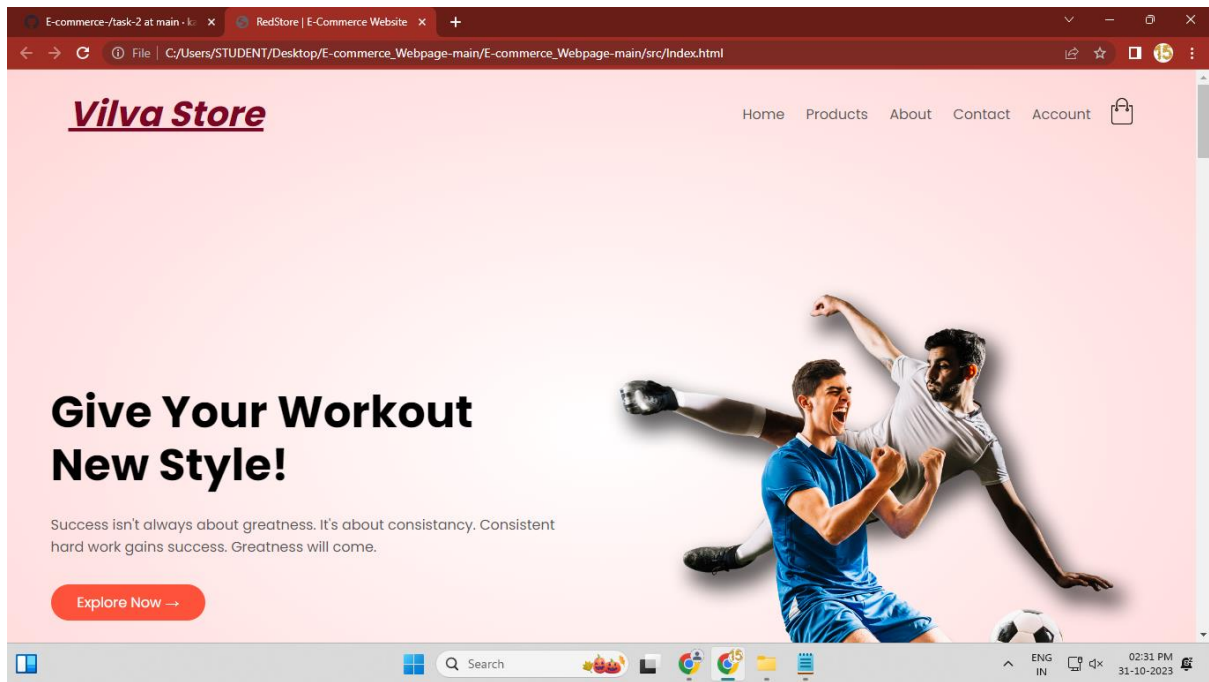 E-commerce-/task-2 at main · k
RedStore | E-Commerce Website
File | C:/Users/STUDENT/Desktop/E-commerce_Webpage-main/E-commerce_Webpage-main/src/Index.html
15
Vilva Store
Home Products About Contact Account
Give Your Workout
New Style!
Success isn't always about greatness. It's about consistancy. Consistent
hard work gains success. Greatness will come.
Explore Now →
Search
15
ENG
IN
02:31 PM
31-10-2023